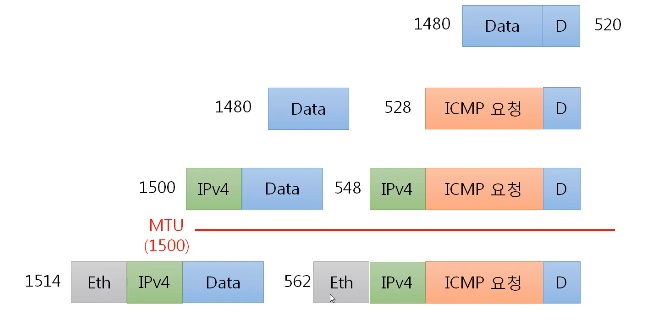 1480 Data D 520
1480 Data 528 ICMP 요청 D
1500 IPv4 Data 548 IPv4 ICMP 요청 D
MTU
(1500)
1514 Eth IPv4 Data 562 Eth IPv4 ICMP 요청 D